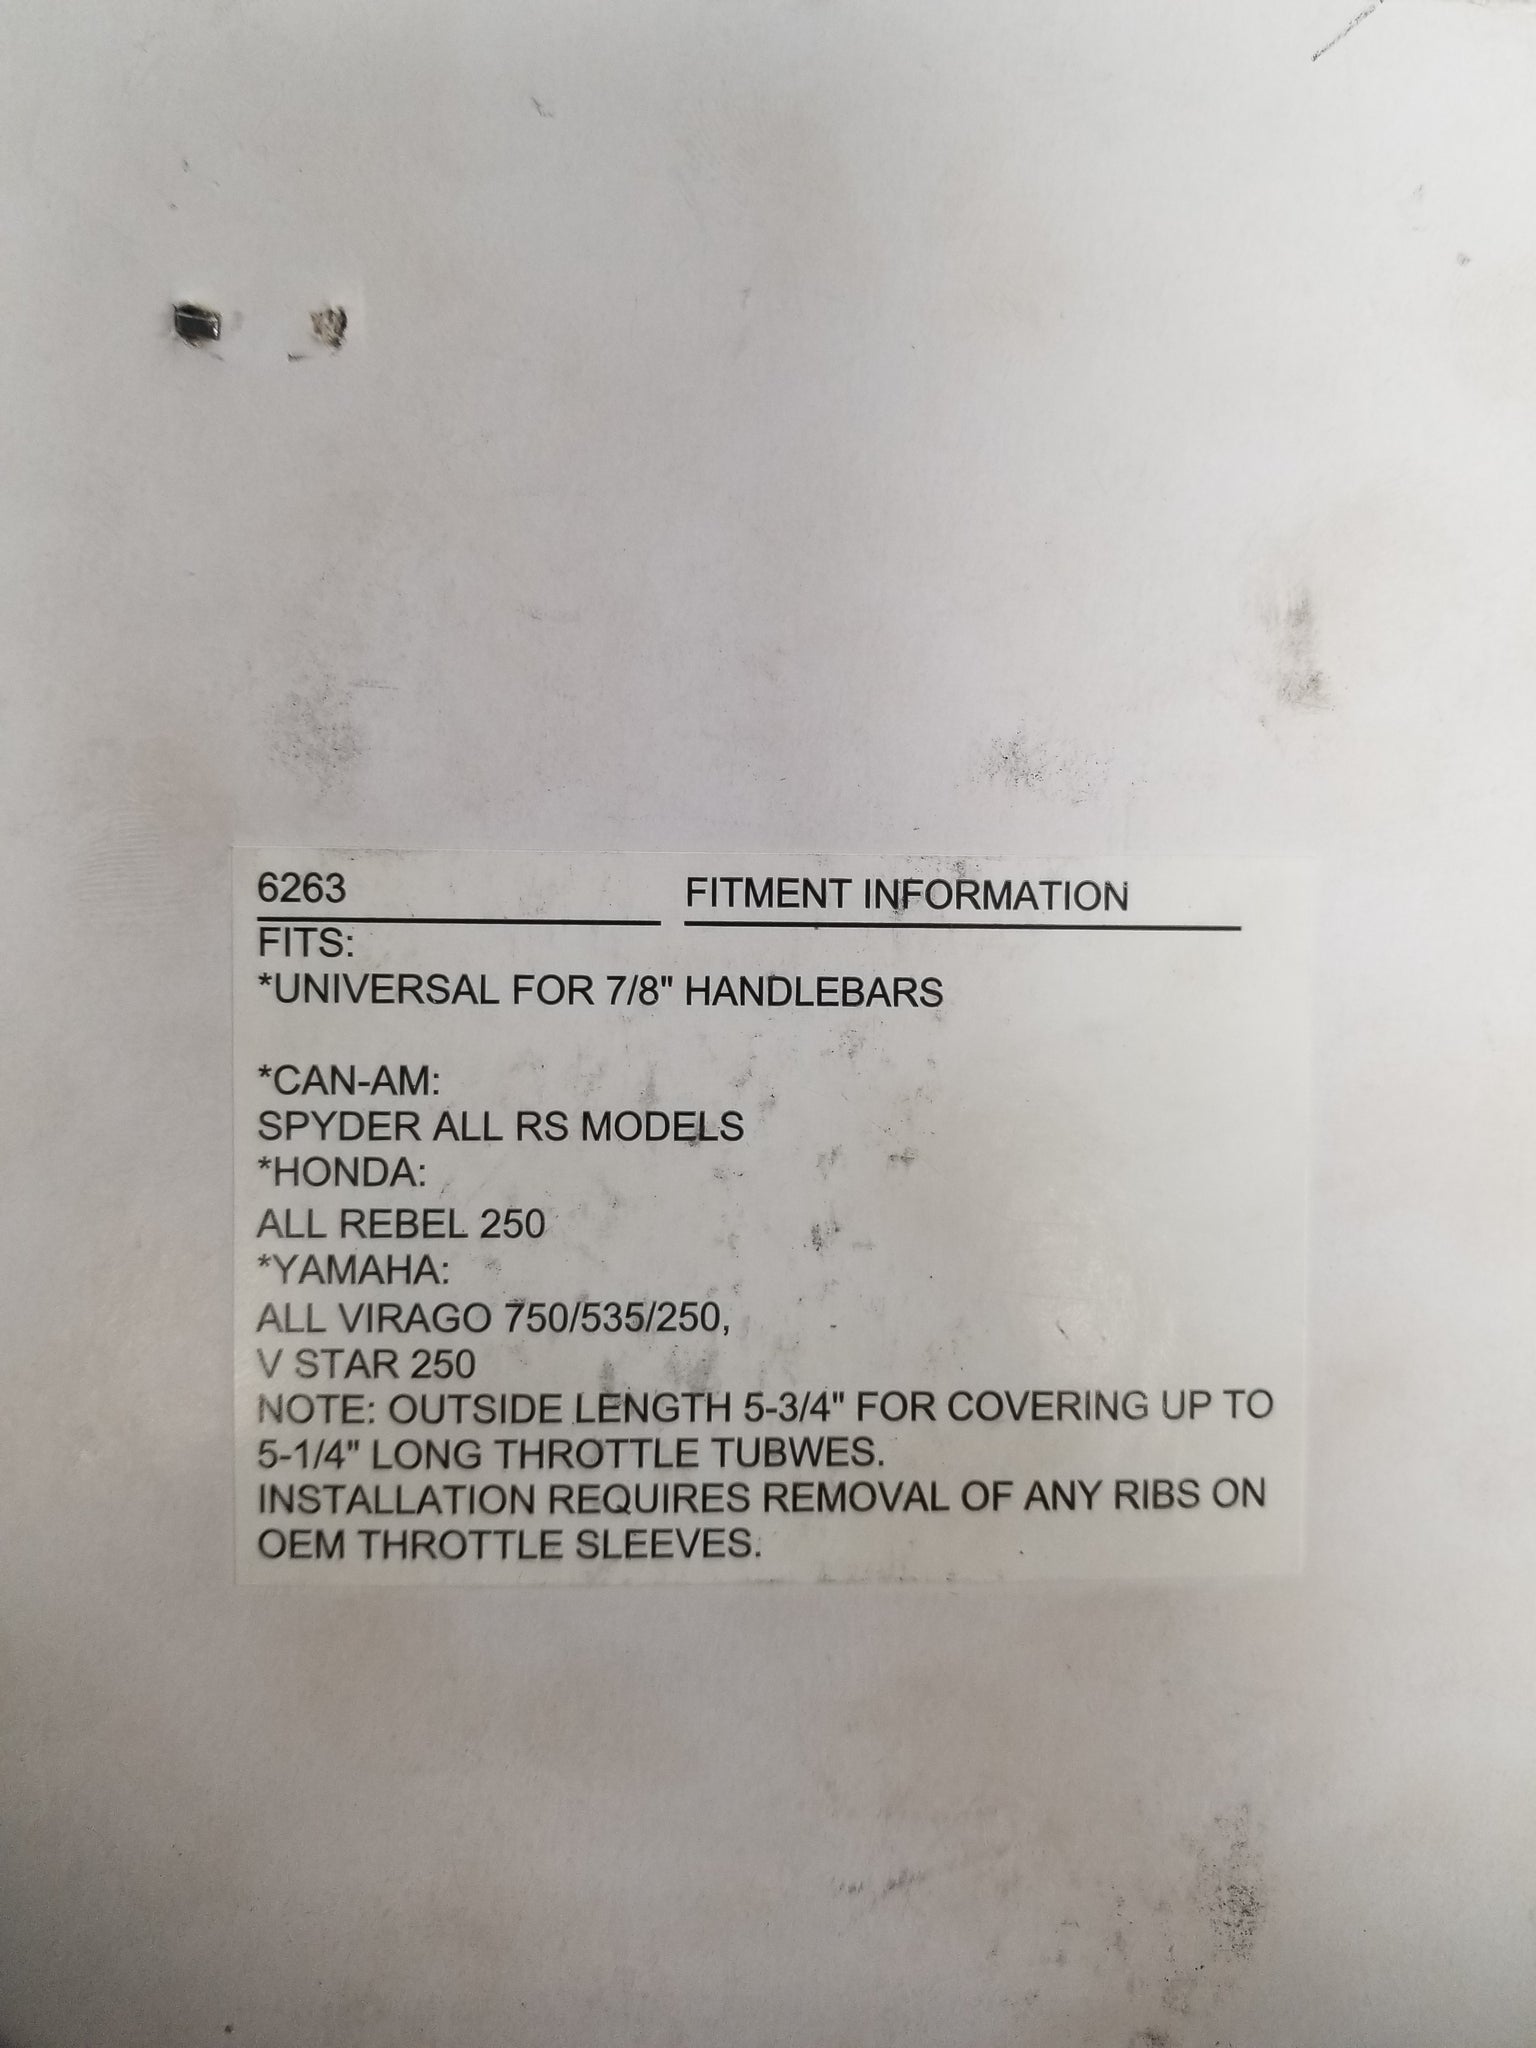 6263 FITMENT INFORMATION
FITS:
*UNIVERSAL FOR 7/8" HANDLEBARS
*CAN-AM:
SPYDER ALL RS MODELS
*HONDA:
ALL REBEL 250
*YAMAHA:
ALL VIRAGO 750/535/250,
V STAR 250
NOTE: OUTSIDE LENGTH 5-3/4" FOR COVERING UP TO
5-1/4" LONG THROTTLE TUBWES.
INSTALLATION REQUIRES REMOVAL OF ANY RIBS ON
OEM THROTTLE SLEEVES.